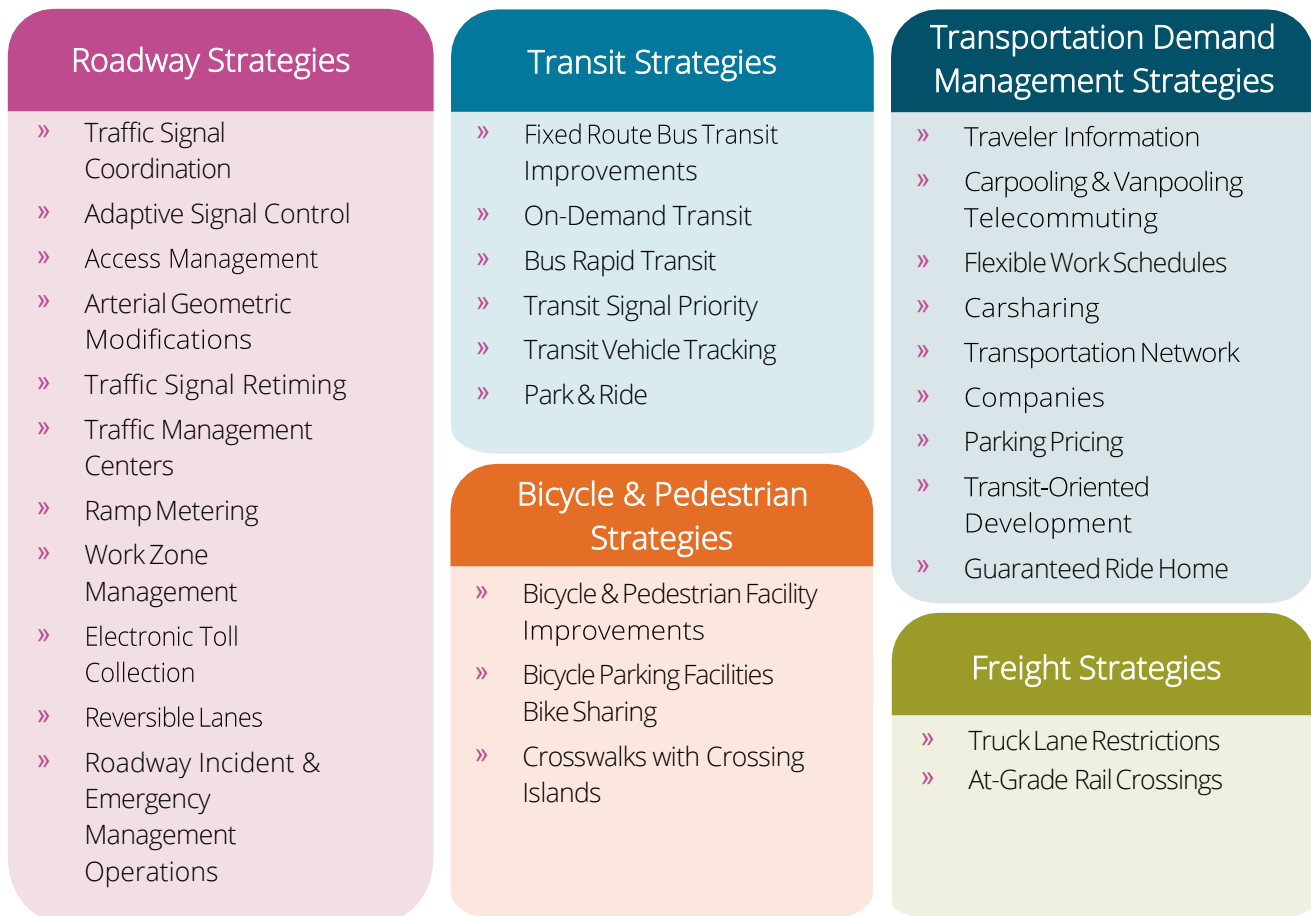 Roadway Strategies
» Traffic Signal
Coordination
» Adaptive Signal Control
» Access Management
» Arterial Geometric
Modifications
» Traffic Signal Retiming
» Traffic Management
Centers
» Ramp Metering
» Work Zone
Management
» Electronic Toll
Collection
» Reversible Lanes
» Roadway Incident &
Emergency
Management
Operations
Transit Strategies
» Fixed Route Bus Transit
Improvements
» On-Demand Transit
» Bus Rapid Transit
» Transit Signal Priority
» Transit Vehicle Tracking
» Park & Ride
Bicycle & Pedestrian
Strategies
» Bicycle & Pedestrian Facility
Improvements
» Bicycle Parking Facilities
Bike Sharing
» Crosswalks with Crossing
Islands
Transportation Demand
Management Strategies
» Traveler Information
» Carpooling & Vanpooling
Telecommuting
» Flexible Work Schedules
» Carsharing
» Transportation Network
» Companies
» Parking Pricing
» Transit-Oriented
Development
» Guaranteed Ride Home
Freight Strategies
» Truck Lane Restrictions
» At-Grade Rail Crossings